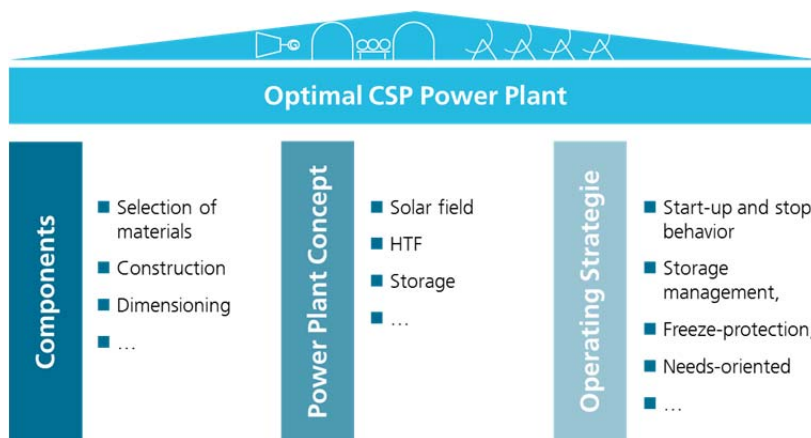 Optimal CSP Power Plant
Components
Selection of
materials
Construction
Dimensioning
…
Power Plant Concept
Solar field
HTF
Storage
…
Operating Strategie
Start-up and stop
behavior
Storage
management,
Freeze-protection,
Needs-oriented
…